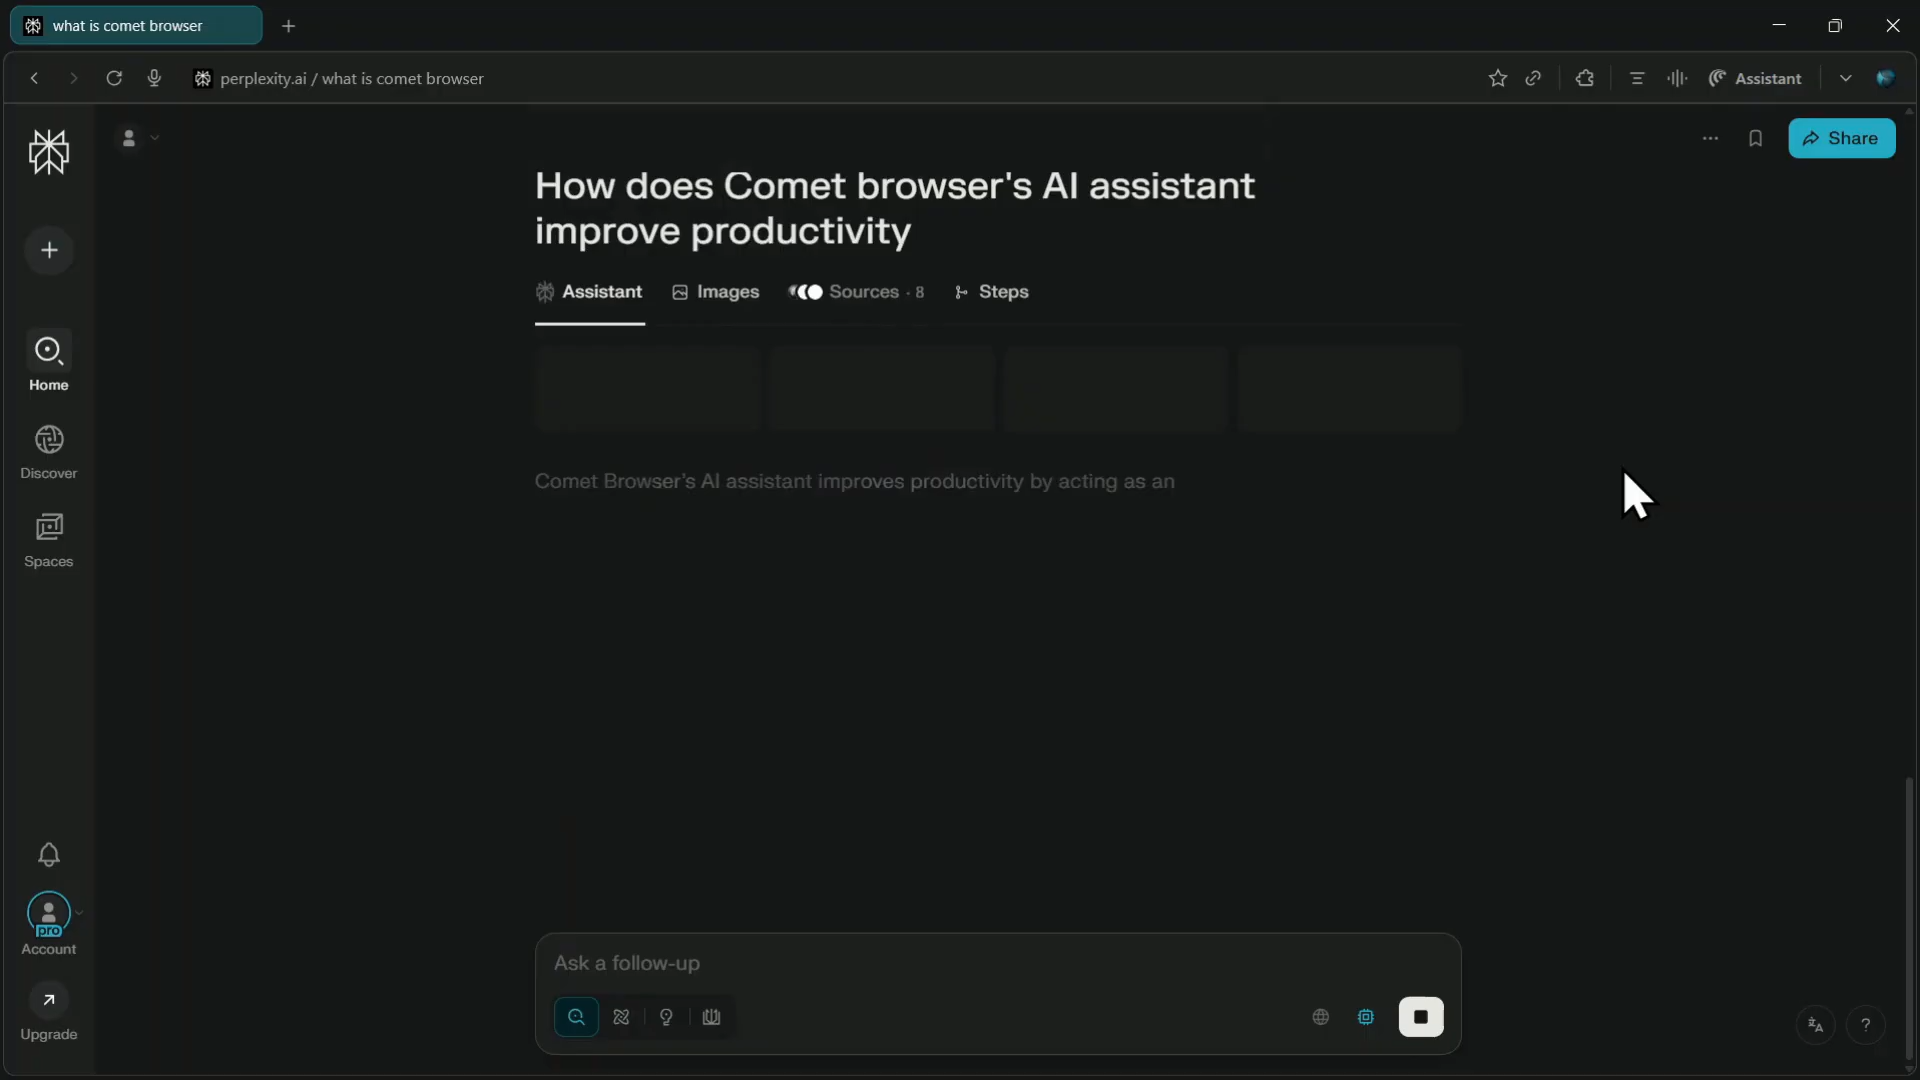 what is comet browser
perplexity.ai / what is comet browser
Assistant
Share
How does Comet browser's AI assistant
improve productivity
Assistant
Images
Sources · 8
Steps
Comet Browser's AI assistant improves productivity by acting as an
Home
Discover
Spaces
pro
Account
Upgrade
Ask a follow-up
?